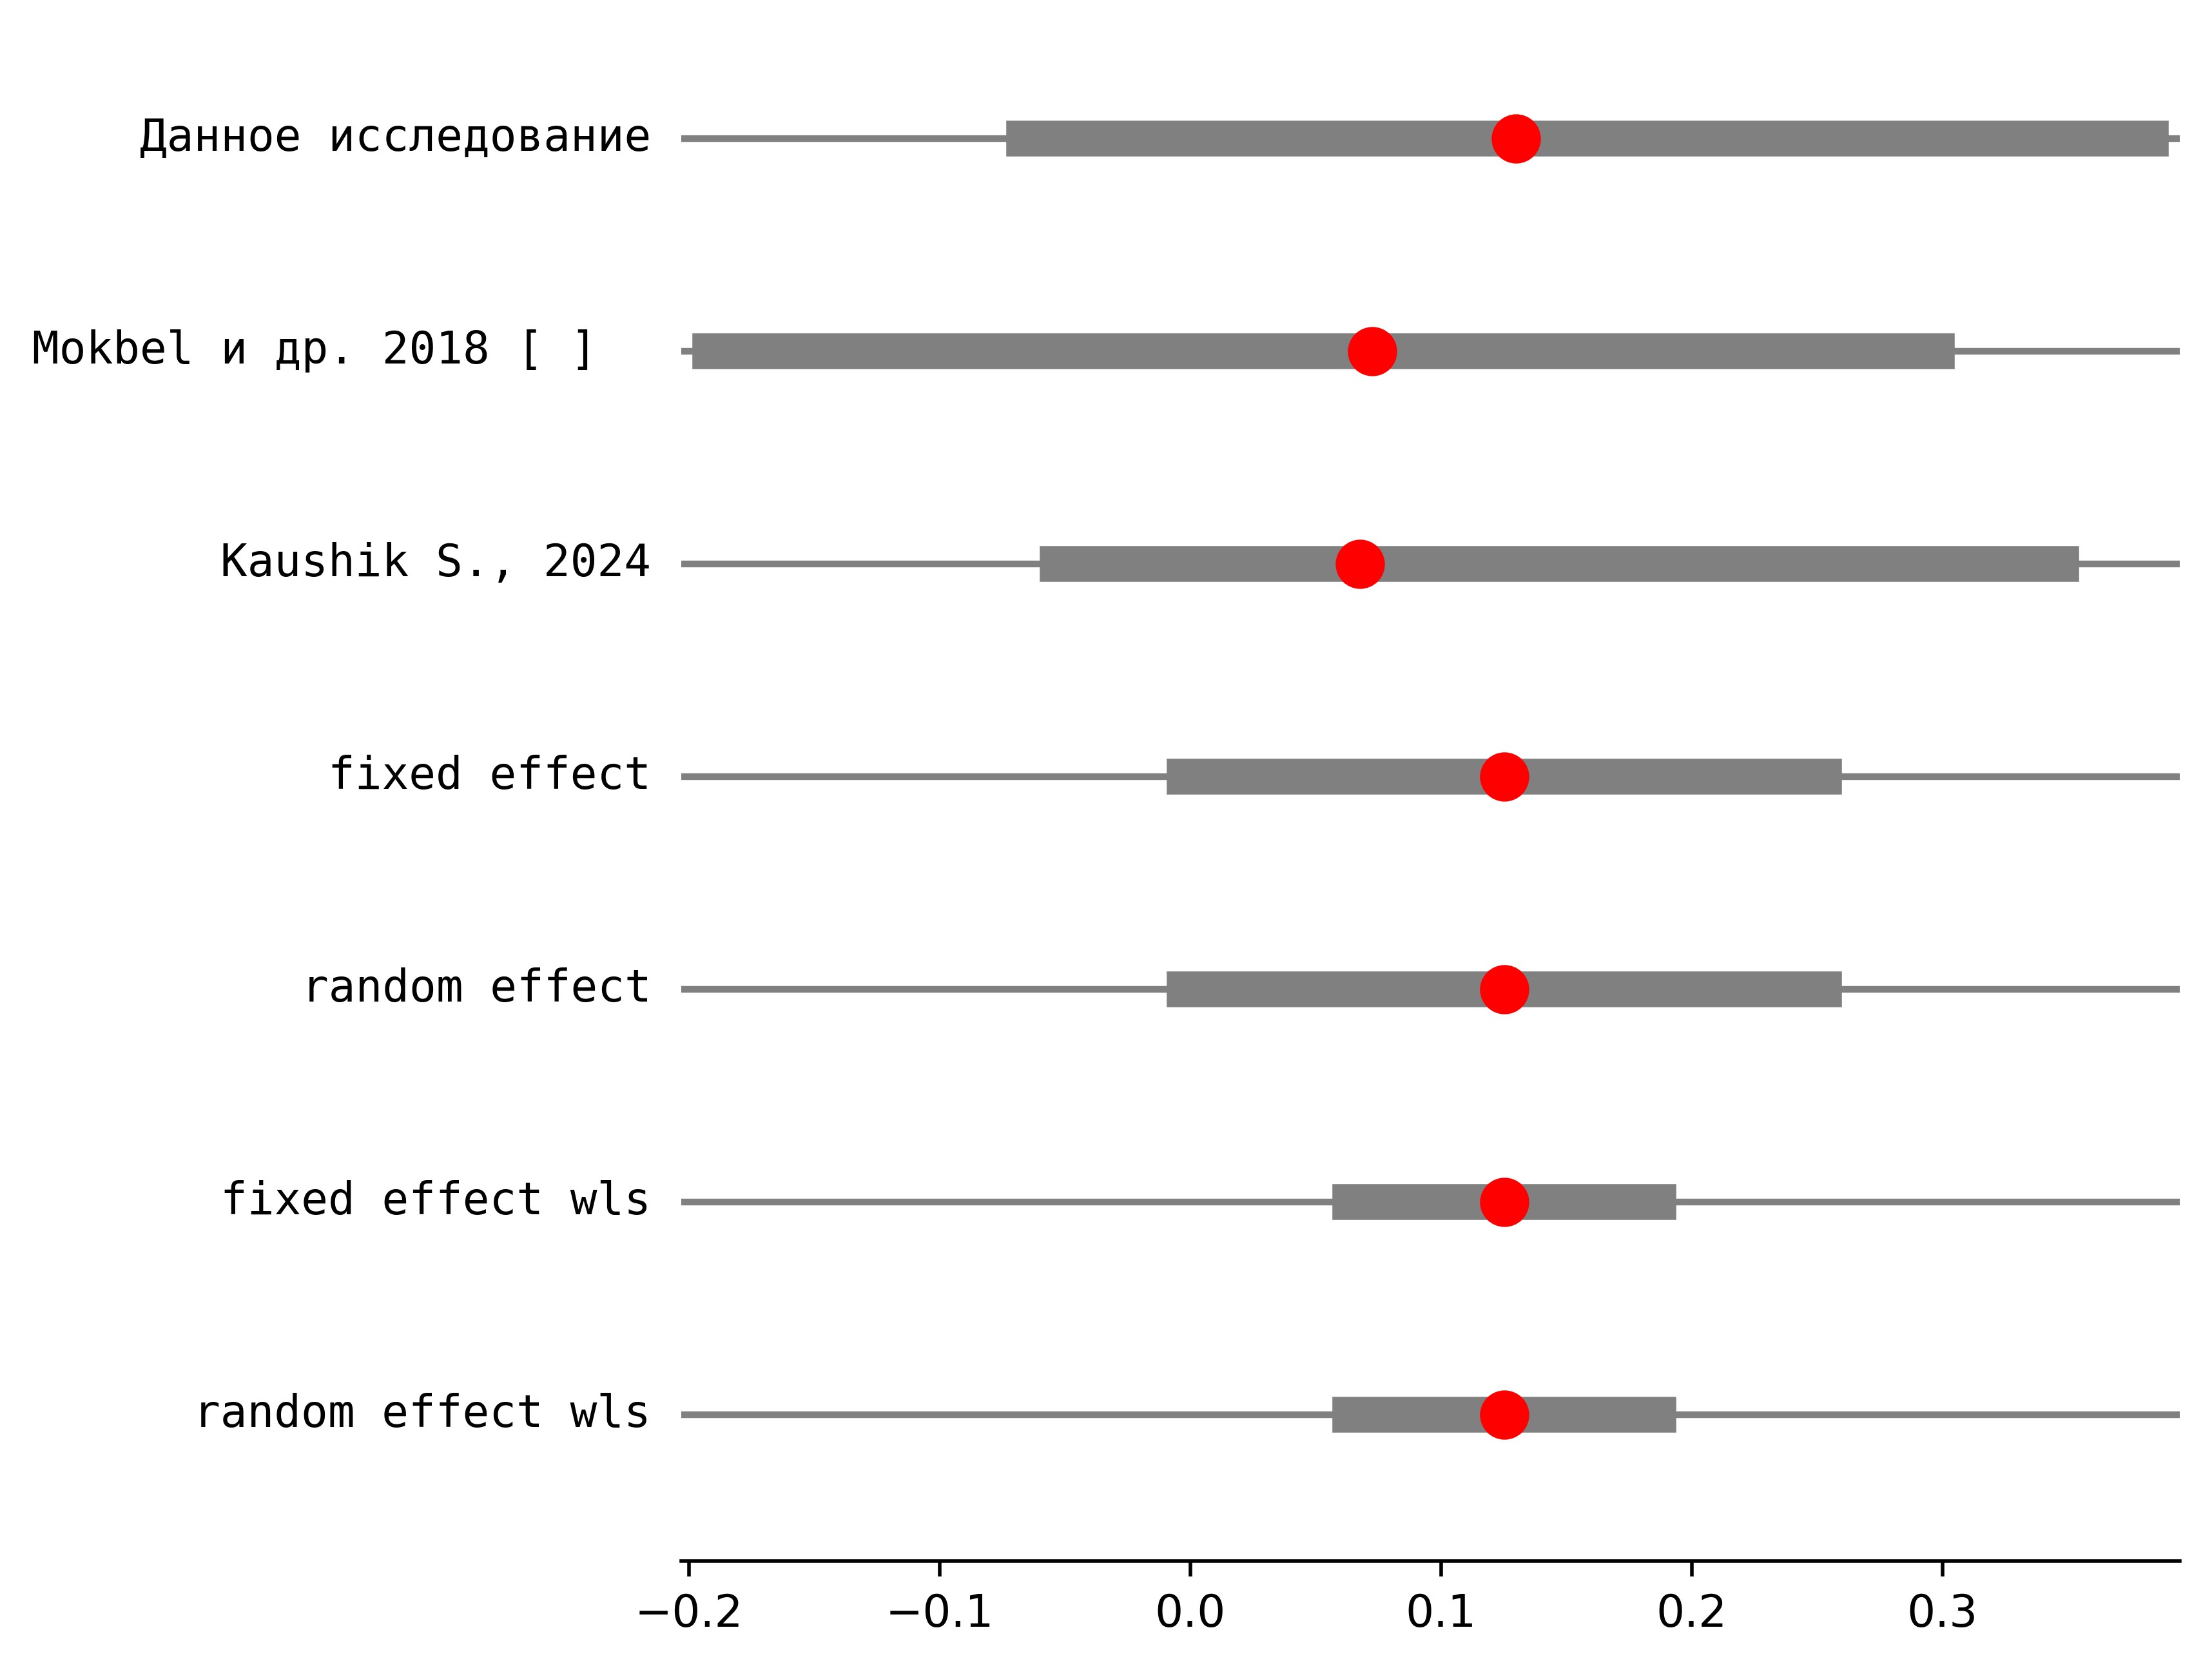 Данное исследование
Mokbel и др. 2018 [ ]
Kaushik S., 2024
fixed effect
random effect
fixed effect wls
random effect wls
−0.2 −0.1 0.0 0.1 0.2 0.3